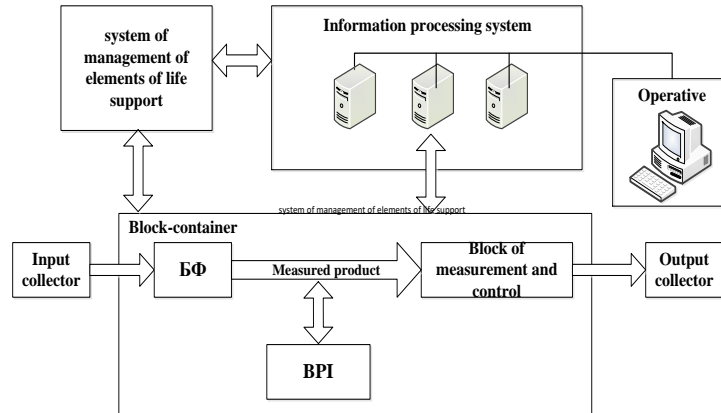 system of
management of
elements of life
support
Information processing system
Operative
system of management of elements of life support
Block-container
Input
collector
БФ
Measured product
Block of
measurement and
control
Output
collector
BPI